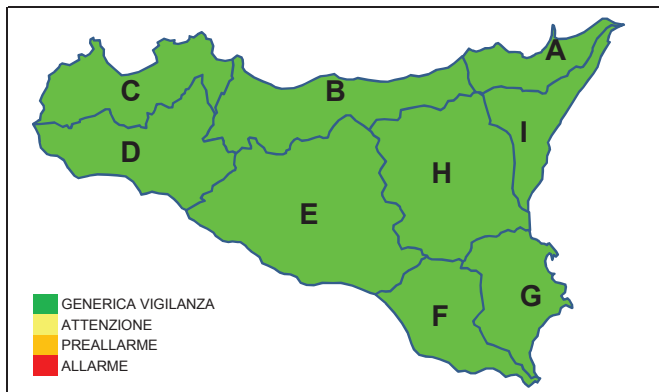 A
B
C
I
D
H
E
G
F
GENERICA VIGILANZA
ATTENZIONE
PREALLARME
ALLARME